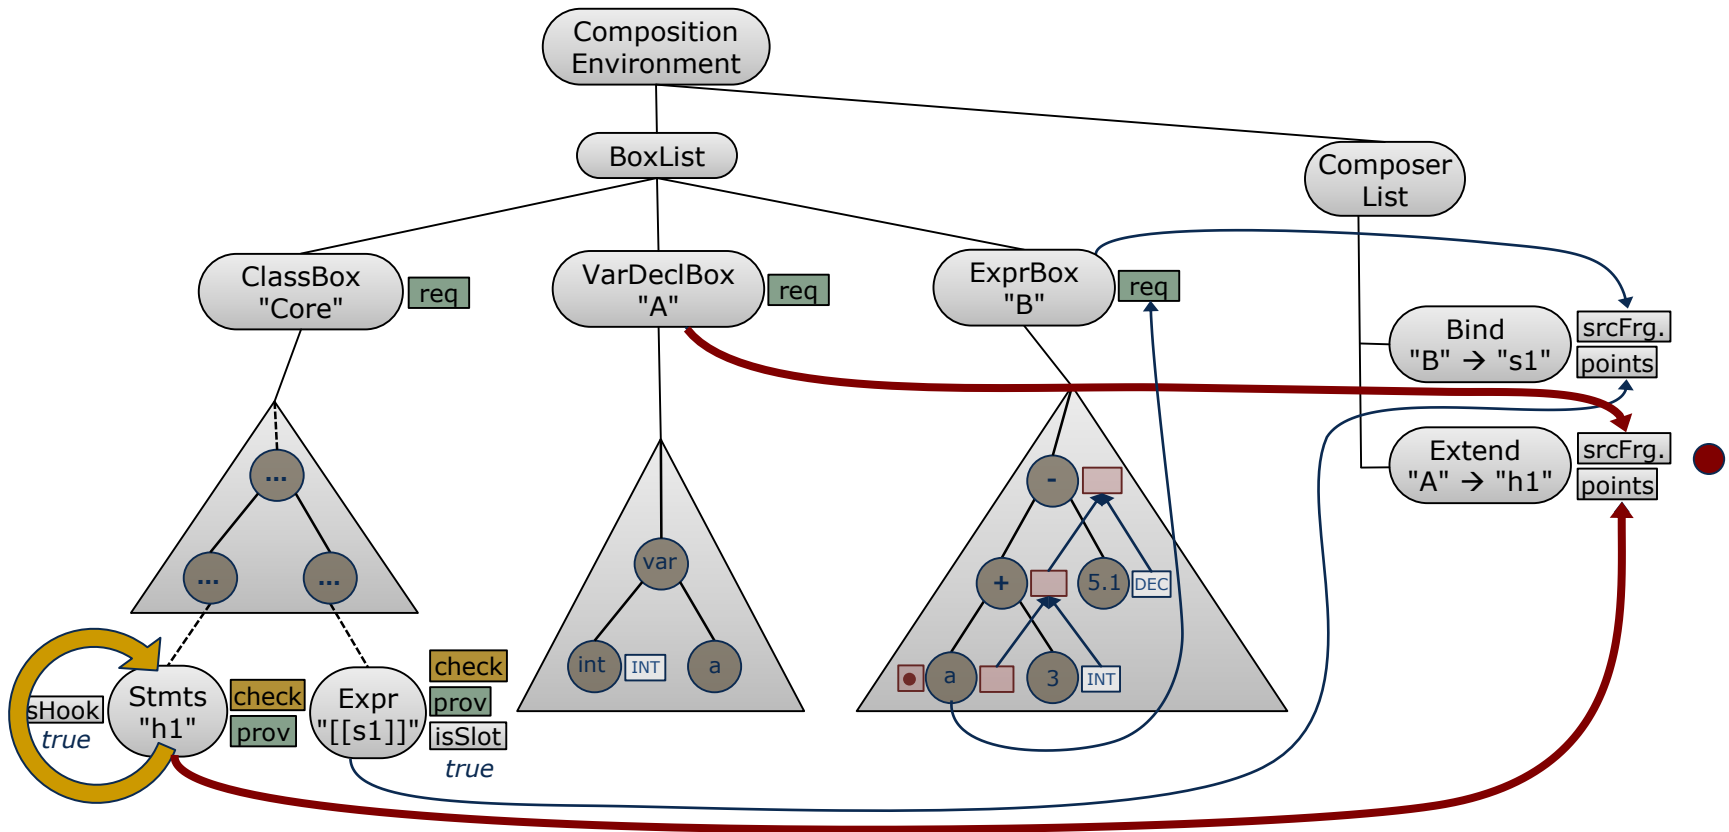 Composition
Environment
BoxList
Composer
List
ClassBox
"Core"
req
VarDeclBox
"A"
req
ExprBox
"B"
req
Bind
"B" → "s1"
srcFrg.
points
Extend
"A" → "h1"
srcFrg.
points
...
...
...
var
int
INT
a
-
+
5.1
DEC
a
3
INT
sHook
true
Stmts
"h1"
check
prov
Expr
"[[s1]]"
check
prov
isSlot
true